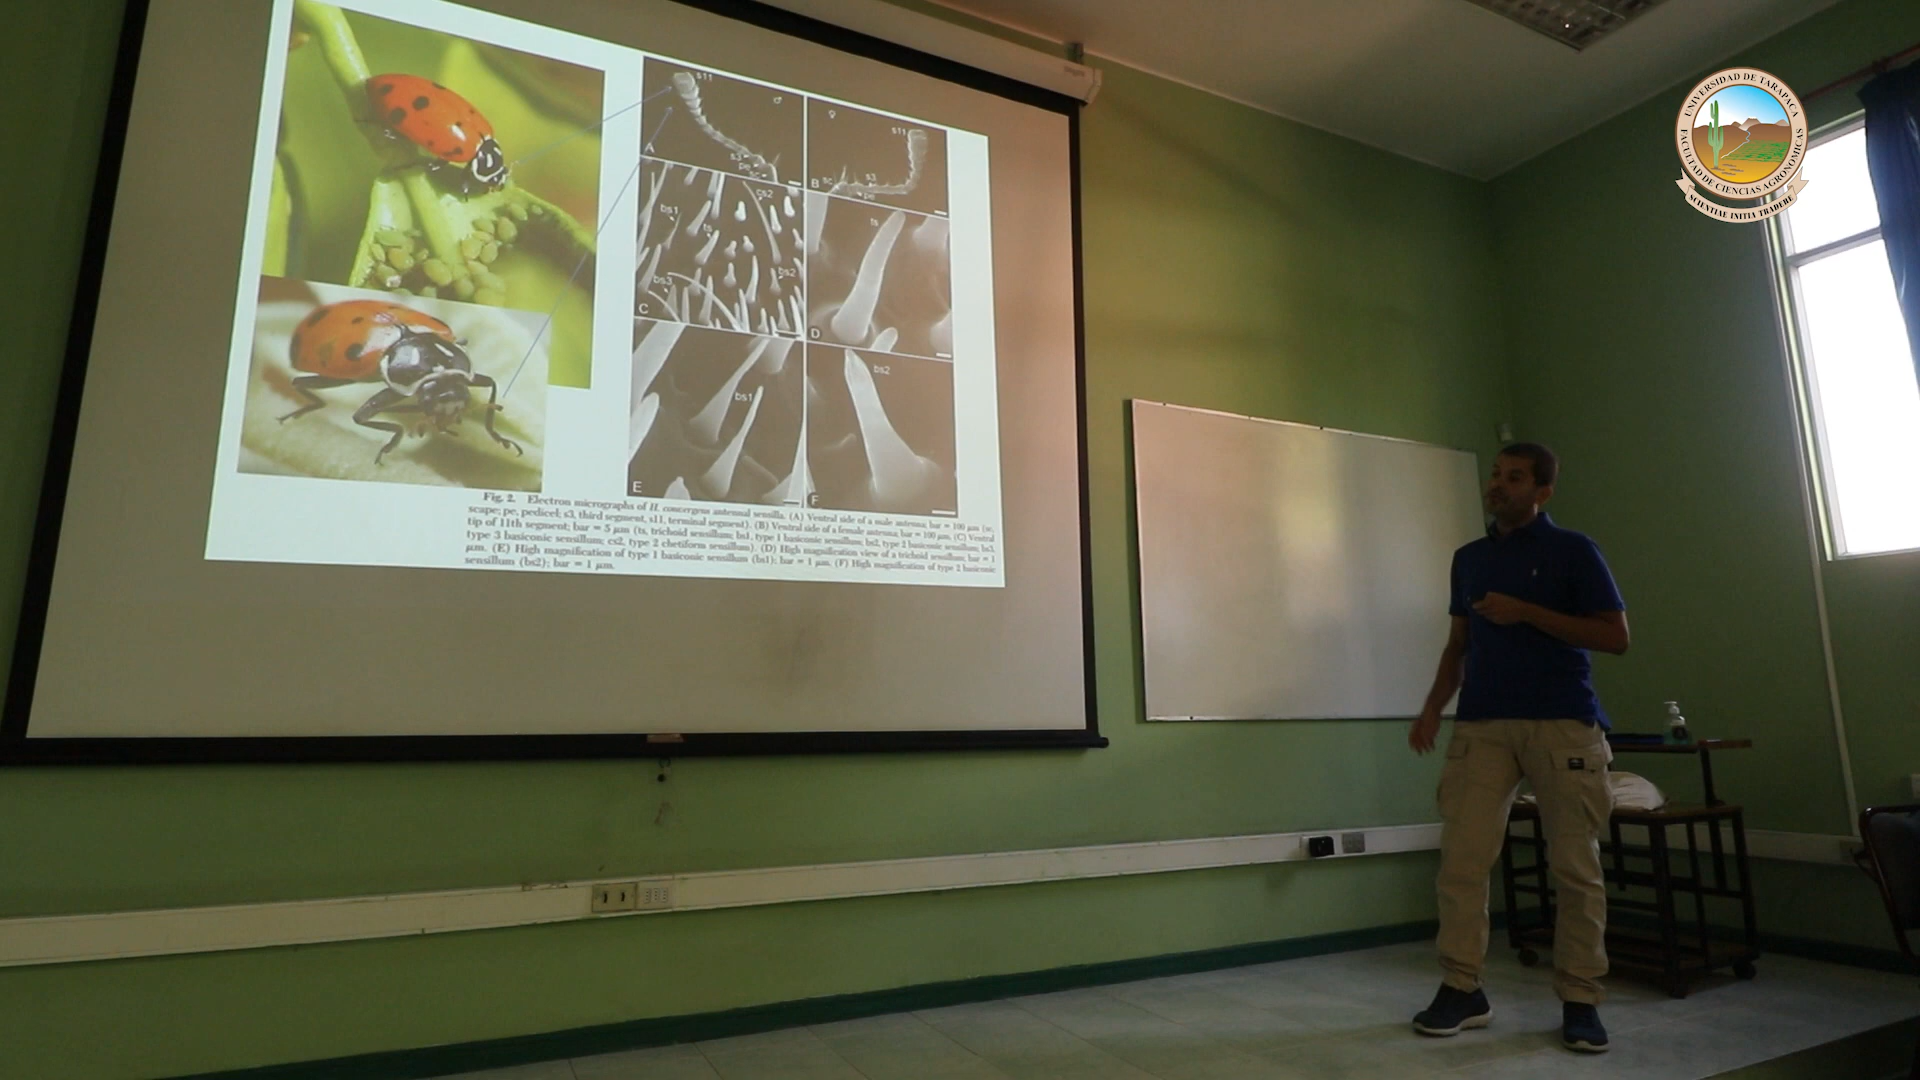 s11
♂
s3
pe
sc
A
♀
s11
sc
s3
pe
B
cs2
bs1
ts
bs2
bs3
C
ts
D
bs1
E
bs2
F
Fig. 2. Electron micrographs of H. convergens antennal sensilla. (A) Ventral side of a male antenna; bar = 100 μm (sc,
scape; pe, pedicel; s3, third segment, s11, terminal segment). (B) Ventral side of a female antenna; bar = 100 μm. (C) Ventral
tip of 11th segment; bar = 5 μm (ts, trichoid sensillum; bs1, type 1 basiconic sensillum; bs2, type 2 basiconic sensillum; bs3,
type 3 basiconic sensillum; cs2, type 2 chetiform sensillum). (D) High magnification view of a trichoid sensillum; bar = 1
μm. (E) High magnification of type 1 basiconic sensillum (bs1); bar = 1 μm. (F) High magnification of type 2 basiconic
sensillum (bs2); bar = 1 μm.
UNIVERSIDAD DE TARAPACA
FACULTAD DE CIENCIAS AGRONOMICAS
SCIENTIAE INITIA TRADERE